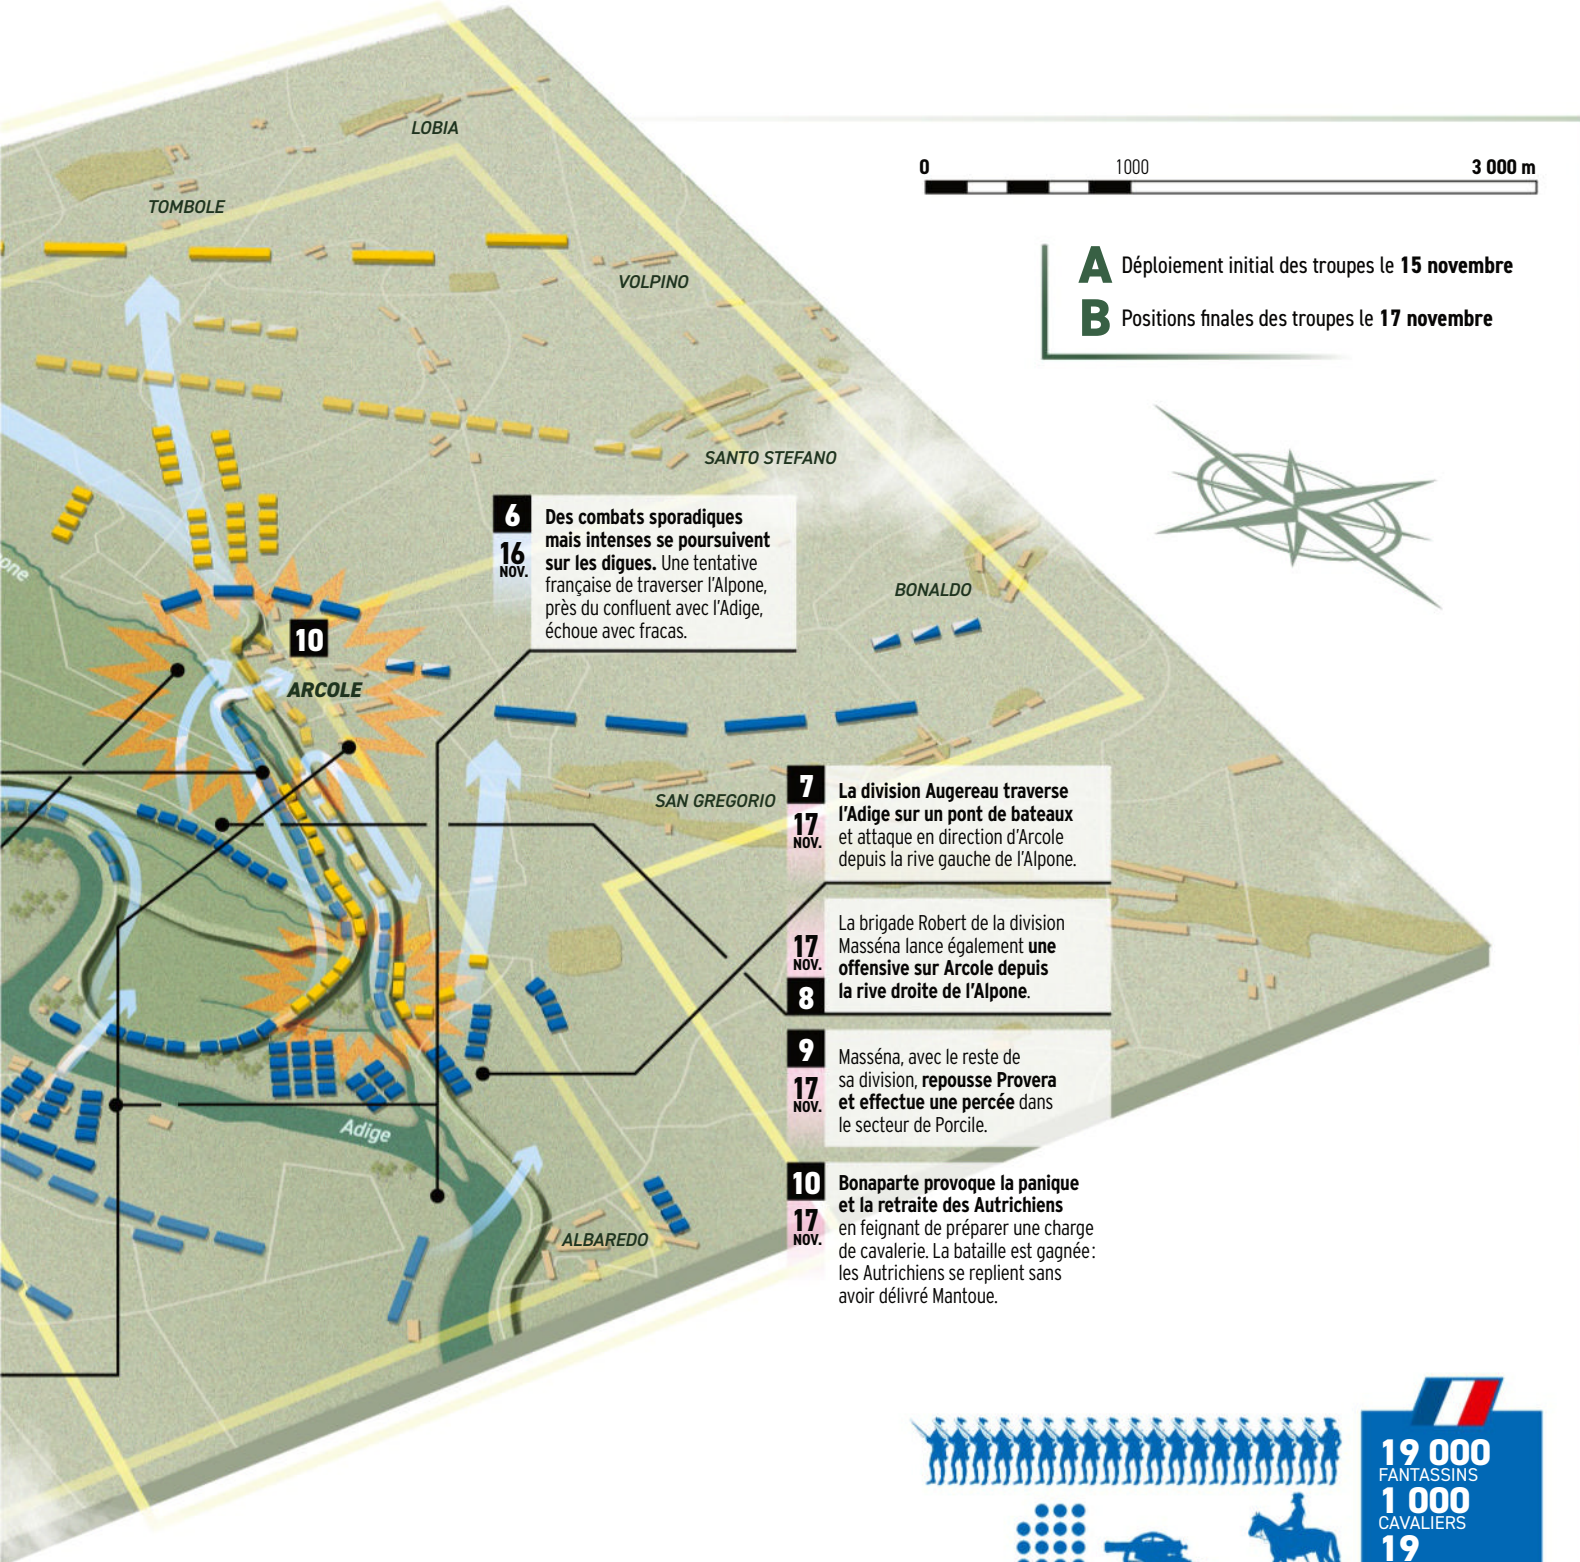 LOBIA
TOMBOLE
VOLPINO
SANTO STEFANO
0 1000 3 000 m
A Déploiement initial des troupes le 15 novembre
B Positions finales des troupes le 17 novembre
6
16
NOV.
Des combats sporadiques
mais intenses se poursuivent
sur les digues. Une tentative
française de traverser l'Alpone,
près du confluent avec l'Adige,
échoue avec fracas.
BONALDO
one
10
ARCOLE
SAN GREGORIO
7
17
NOV.
La division Augereau traverse
l'Adige sur un pont de bateaux
et attaque en direction d'Arcole
depuis la rive gauche de l'Alpone.
17
NOV.
8
La brigade Robert de la division
Masséna lance également une
offensive sur Arcole depuis
la rive droite de l'Alpone.
9
17
NOV.
Masséna, avec le reste de
sa division, repousse Provera
et effectue une percée dans
le secteur de Porcile.
Adige
10
17
NOV.
Bonaparte provoque la panique
et la retraite des Autrichiens
en feignant de préparer une charge
de cavalerie. La bataille est gagnée :
les Autrichiens se replient sans
avoir délivré Mantoue.
ALBAREDO
19 000
FANTASSINS
1 000
CAVALIERS
19